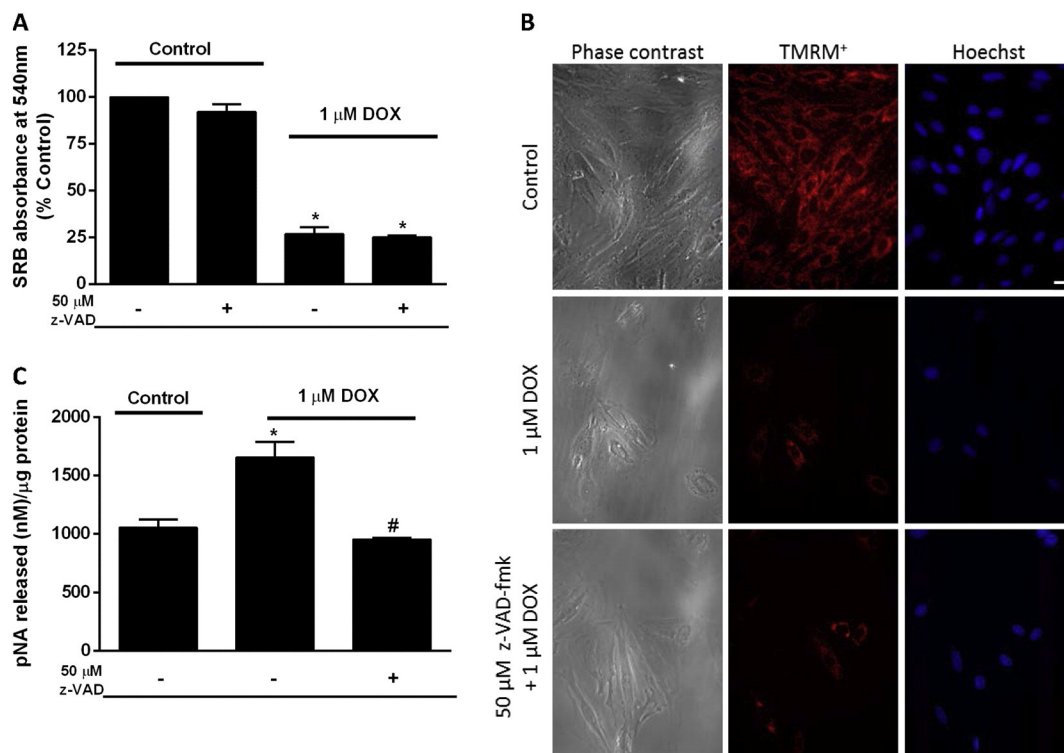 A
SRB absorbance at 540nm
(% Control)
125
100
75
50
25
0
Control
1 μM DOX
*
*
50 μM
z-VAD
-
+
-
+
B
Phase contrast
TMRM⁺
Hoechst
Control
1 μM DOX
50 μM z-VAD-fmk
+ 1 μM DOX
C
pNA released (nM)/μg protein
2000
1500
1000
500
0
Control
1 μM DOX
*
#
50 μM
z-VAD
-
-
+